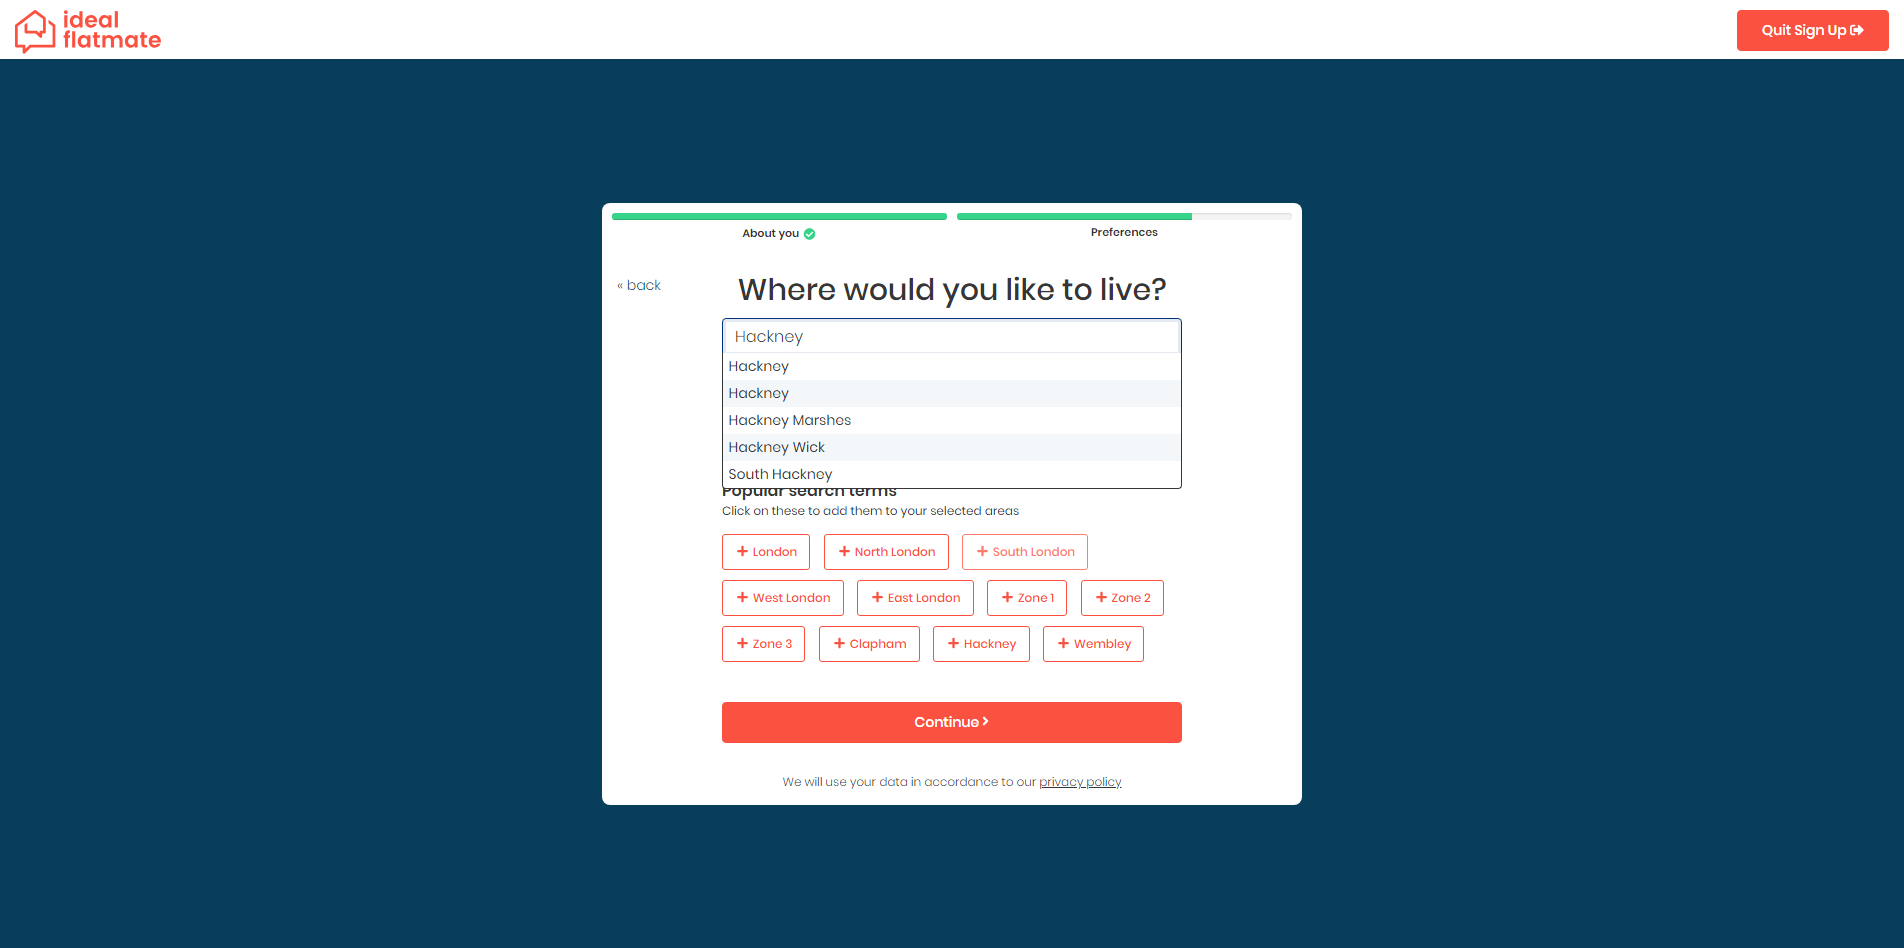 ideal
flatmate
Quit Sign Up
About you
Preferences
« back
Where would you like to live?
Hackney
Hackney
Hackney
Hackney Marshes
Hackney Wick
South Hackney
Popular search terms
Click on these to add them to your selected areas
+ London + North London + South London
+ West London + East London + Zone 1 + Zone 2
+ Zone 3 + Clapham + Hackney + Wembley
Continue >
We will use your data in accordance to our privacy policy